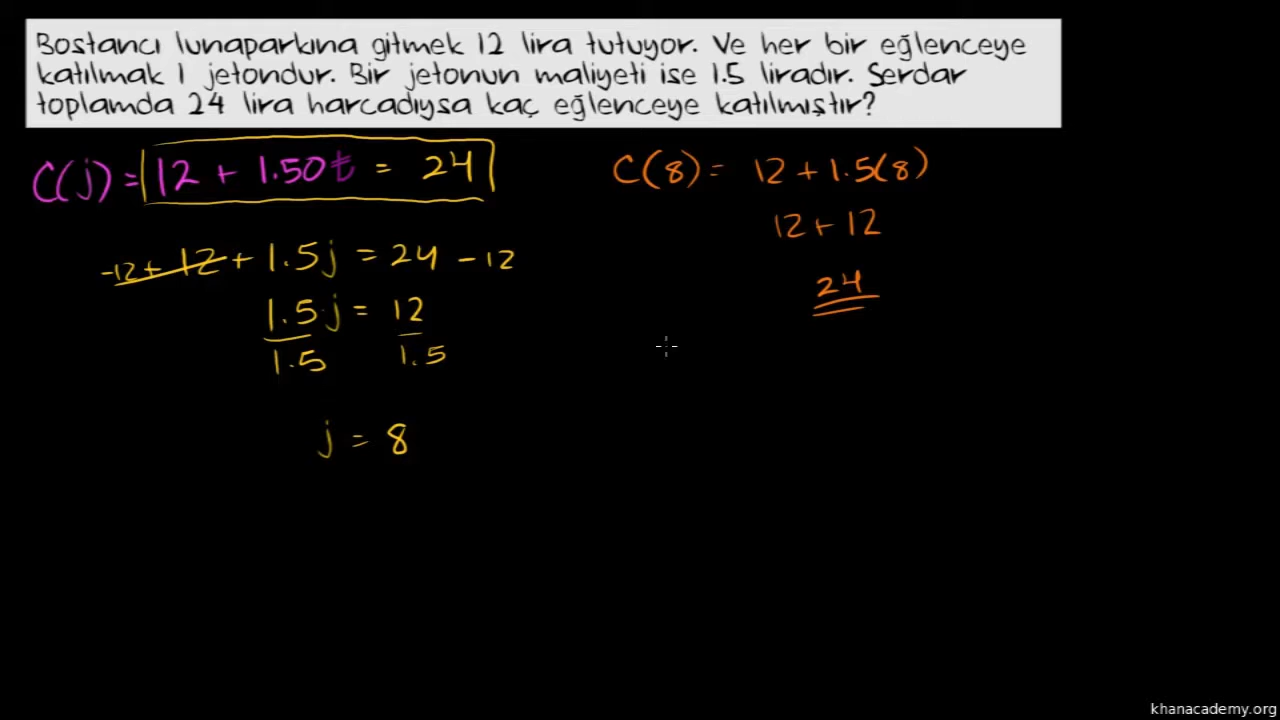 Bostancı lunaparkına gitmek 12 lira tutuyor. Ve her bir eğlenceye
katılmak 1 jetondur. Bir jetonun maliyeti ise 1.5 liradır. Serdar
toplamda 24 lira harcadıysa kaç eğlenceye katılmıştır?
C(j) = 12 + 1.50t = 24
-12 + 12 + 1.5j = 24 - 12
1.5j = 12
1.5 1.5
j = 8
C(8) = 12 + 1.5(8)
12 + 12
24
khanacademy.org